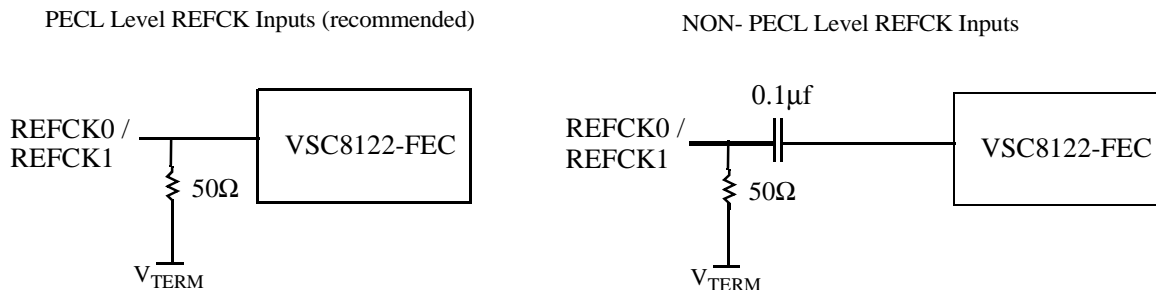 PECL Level REFCK Inputs (recommended)
REFCK0 /
REFCK1
50Ω
VTERM
VSC8122-FEC
NON- PECL Level REFCK Inputs
0.1μf
REFCK0 /
REFCK1
50Ω
VTERM
VSC8122-FEC